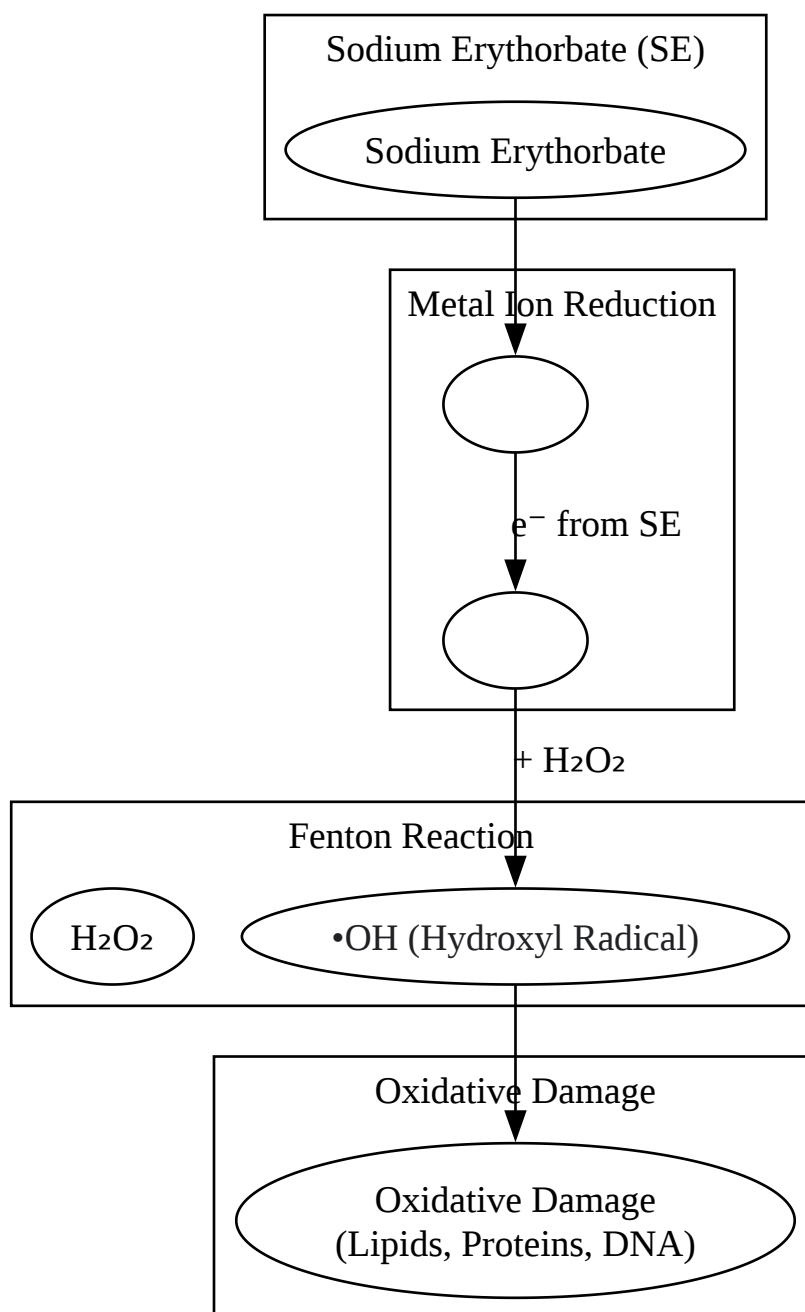 Sodium Erythorbate (SE)
Sodium Erythorbate
Metal Ion Reduction
e⁻ from SE
+ H₂O₂
Fenton Reaction
H₂O₂
•OH (Hydroxyl Radical)
Oxidative Damage
Oxidative Damage
(Lipids, Proteins, DNA)